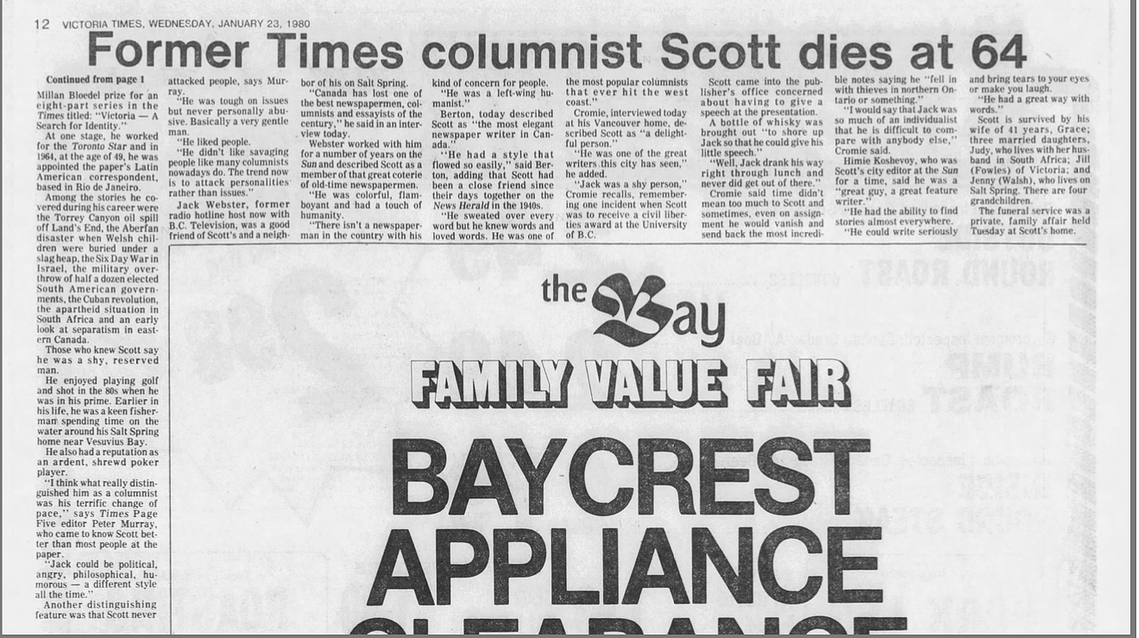 12 VICTORIA TIMES, WEDNESDAY, JANUARY 23, 1980
Former Times columnist Scott dies at 64
Continued from page 1
Millan Bloedel prize for an
eight-part series in the
Times titled: "Victoria — A
Search for Identity."
At one stage, he worked
for the Toronto Star and in
1964, at the age of 49, he was
appointed the paper's Latin
American correspondent,
based in Rio de Janeiro.
Among the stories he co-
vered during his career were
the Torrey Canyon oil spill
off Land's End, the Aberfan
disaster when Welsh chil-
dren were buried under a
slag heap, the Six Day War in
Israel, the military over-
throw of half a dozen elected
South American govern-
ments, the Cuban revolution,
the apartheid situation in
South Africa and an early
look at separatism in east-
ern Canada.
Those who knew Scott say
he was a shy, reserved
man.
He enjoyed playing golf
and shot in the 80s when he
was in his prime. Earlier in
his life, he was a keen fisher-
man spending time on the
water around his Salt Spring
home near Vesuvius Bay.
He also had a reputation as
an ardent, shrewd poker
player.
"I think what really distin-
guished him as a columnist
was his terrific change of
pace," says Times Page
Five editor Peter Murray,
who came to know Scott bet-
ter than most people at the
paper.
"Jack could be political,
angry, philosophical, hu-
morous — a different style
all the time."
Another distinguishing
feature was that Scott never
attacked people, says Mur-
ray.
"He was tough on issues
but never personally abu-
sive. Basically a very gentle
man.
"He liked people.
"He didn't like savaging
people like many columnists
nowadays do. The trend now
is to attack personalities
rather than issues."
Jack Webster, former
radio hotline host now with
B.C. Television, was a good
friend of Scott's and a neigh-
bor of his on Salt Spring.
"Canada has lost one of
the best newspapermen, col-
umnists and essayists of the
century," he said in an inter-
view today.
Webster worked with him
for a number of years on the
Sun and described Scott as a
member of that great coterie
of old-time newspapermen.
"He was colorful, flam-
boyant and had a touch of
humanity.
"There isn't a newspaper-
man in the country with his
kind of concern for people.
"He was a left-wing hu-
manist."
Berton, today described
Scott as "the most elegant
newspaper writer in Can-
ada."
"He had a style that
flowed so easily," said Ber-
ton, adding that Scott had
been a close friend since
their days together on the
News Herald in the 1940s.
"He sweated over every
word but he knew words and
loved words. He was one of
the most popular columnists
that ever hit the west
coast."
Cromie, interviewed today
at his Vancouver home, de-
scribed Scott as "a delight-
ful person."
"He was one of the great
writers this city has seen,"
he added.
"Jack was a shy person,"
Cromie recalls, remember-
ing one incident when Scott
was to receive a civil liber-
ties award at the University
of B.C.
Scott came into the pub-
lisher's office concerned
about having to give a
speech at the presentation.
A bottle of whisky was
brought out "to shore up
Jack so that he could give his
little speech."
"Well, Jack drank his way
right through lunch and
never did get out of there."
Cromie said time didn't
mean too much to Scott and
sometimes, even on assign-
ment he would vanish and
send back the most incredi-
ble notes saying he "fell in
with thieves in northern On-
tario or something."
"I would say that Jack was
so much of an individualist
that he is difficult to com-
pare with anybody else,"
Cromie said.
Himie Koshevoy, who was
Scott's city editor at the Sun
for a time, said he was a
"great guy, a great feature
writer."
"He had the ability to find
stories almost everywhere.
"He could write seriously
and bring tears to your eyes
or make you laugh.
"He had a great way with
words."
Scott is survived by his
wife of 41 years, Grace;
three married daughters,
Judy, who lives with her hus-
band in South Africa; Jill
(Fowles) of Victoria; and
Jenny (Walsh), who lives on
Salt Spring. There are four
grandchildren.
The funeral service was a
private, family affair held
Tuesday at Scott's home.
the Bay
FAMILY VALUE FAIR
BAYCREST
APPLIANCE
CLEARANCE